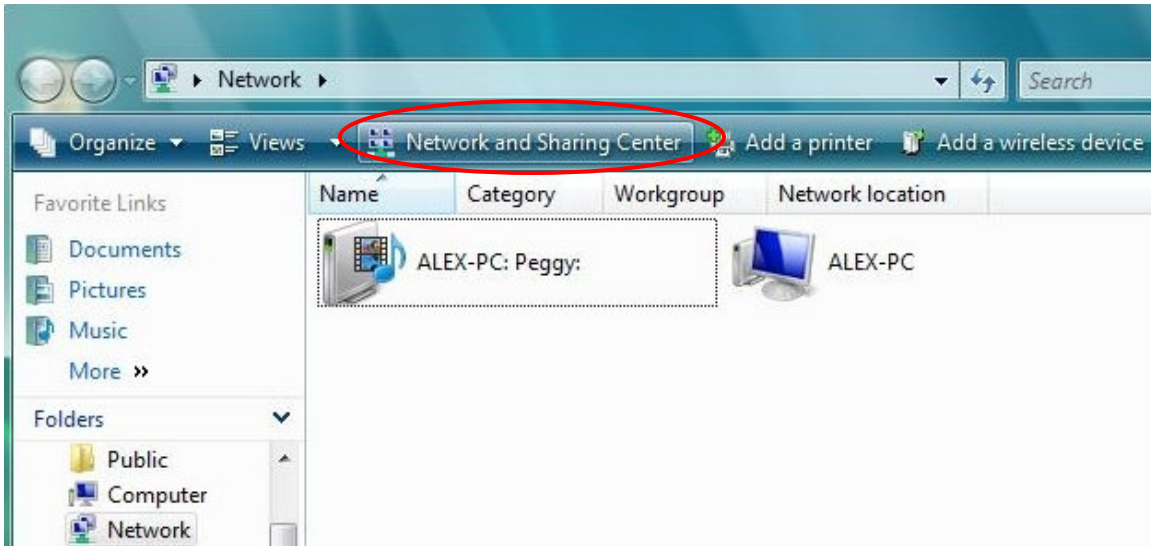 Network
Search
Organize Views Network and Sharing Center Add a printer Add a wireless device
Favorite Links
Documents
Pictures
Music
More »
Folders
Public
Computer
Network
Name Category Workgroup Network location
ALEX-PC: Peggy: ALEX-PC